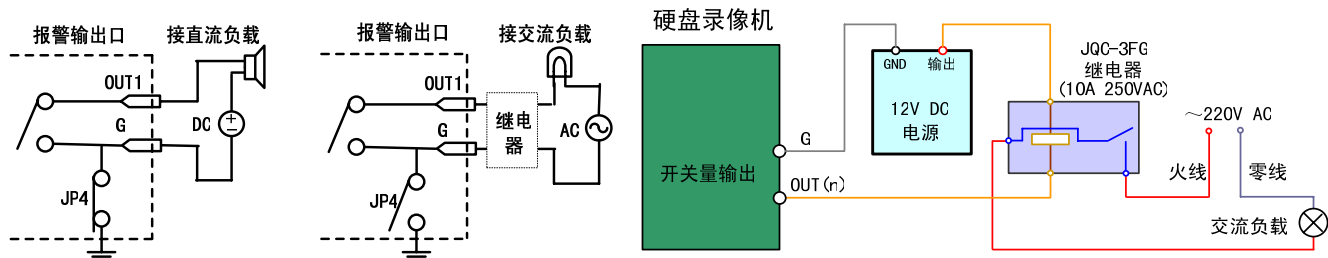 报警输出口
接直流负载
OUT1
G
DC
JP4
报警输出口
接交流负载
OUT1
G
继电
器
AC
JP4
硬盘录像机
开关量输出
G
OUT(n)
GND
输出
12V DC
电源
JQC-3FG
继电器
(10A 250VAC)
～220V AC
火线
零线
交流负载